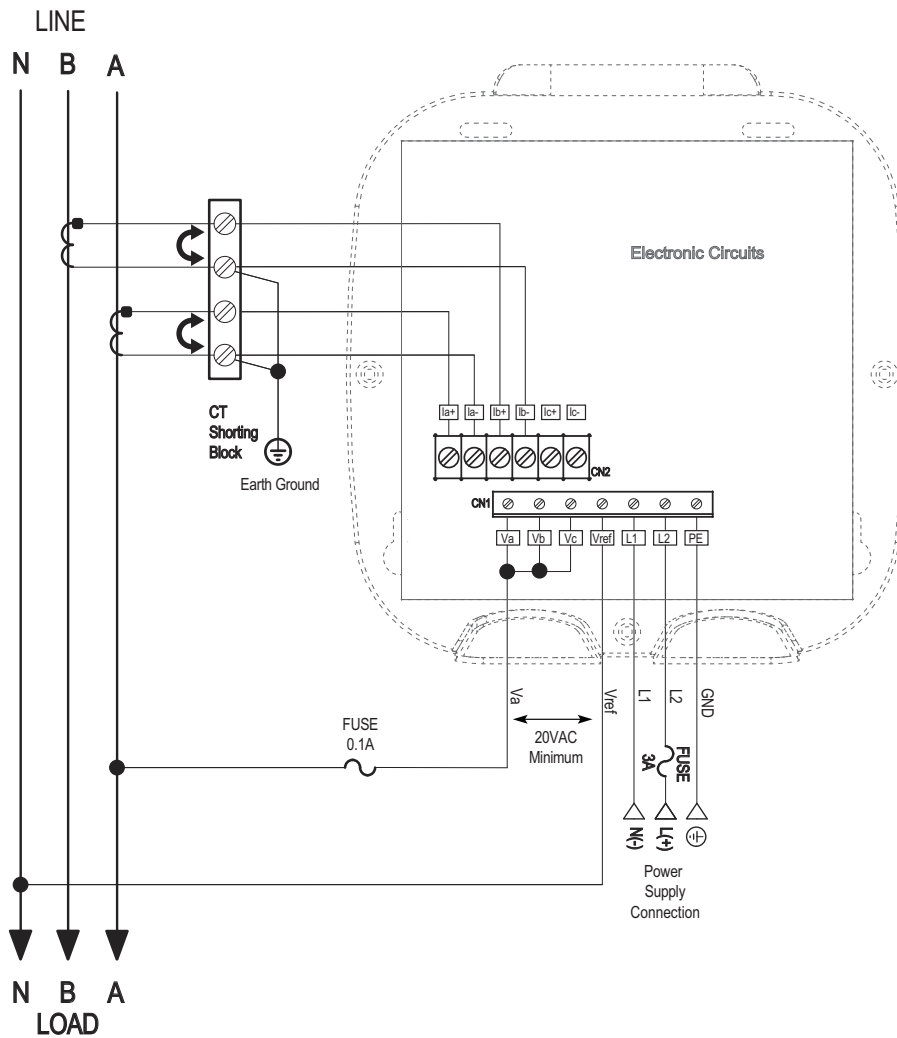 LINE
N B A
Electronic Circuits
CT
Shorting
Block
Earth Ground
Ia+ Ia- Ib+ Ib- Ic+ Ic-
CN2
CN1
Va Vb Vc Vref L1 L2 PE
Va
Vref
L1
L2
GND
20VAC
Minimum
FUSE
0.1A
FUSE
3A
N(-)
L(+)
Power
Supply
Connection
N B A
LOAD